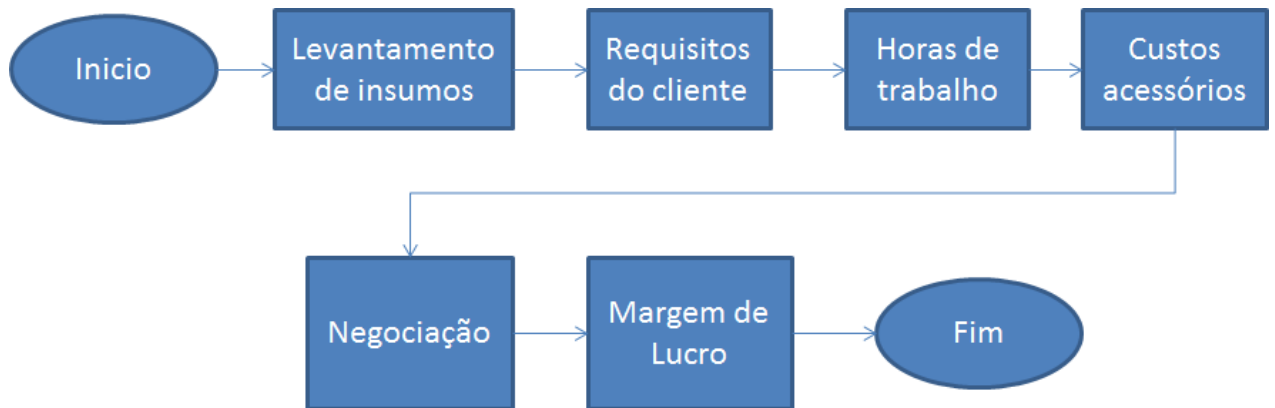 Inicio
Levantamento
de insumos
Requisitos
do cliente
Horas de
trabalho
Custos
acessórios
Negociação
Margem de
Lucro
Fim